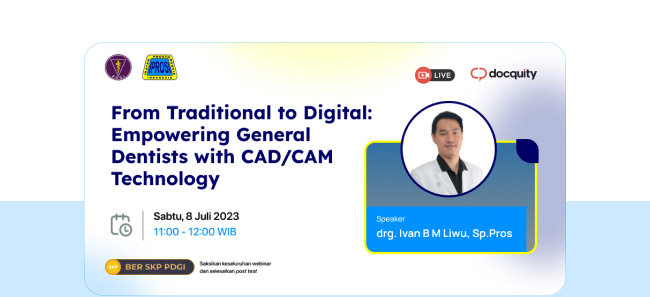 IPROSI
LIVE
docquity
From Traditional to Digital:
Empowering General
Dentists with CAD/CAM
Technology
Sabtu, 8 Juli 2023
11:00 - 12:00 WIB
Speaker
drg. Ivan B M Liwu, Sp.Pros
SKP
BER SKP PDGI
Saksikan keseluruhan webinar
dan selesaikan post test